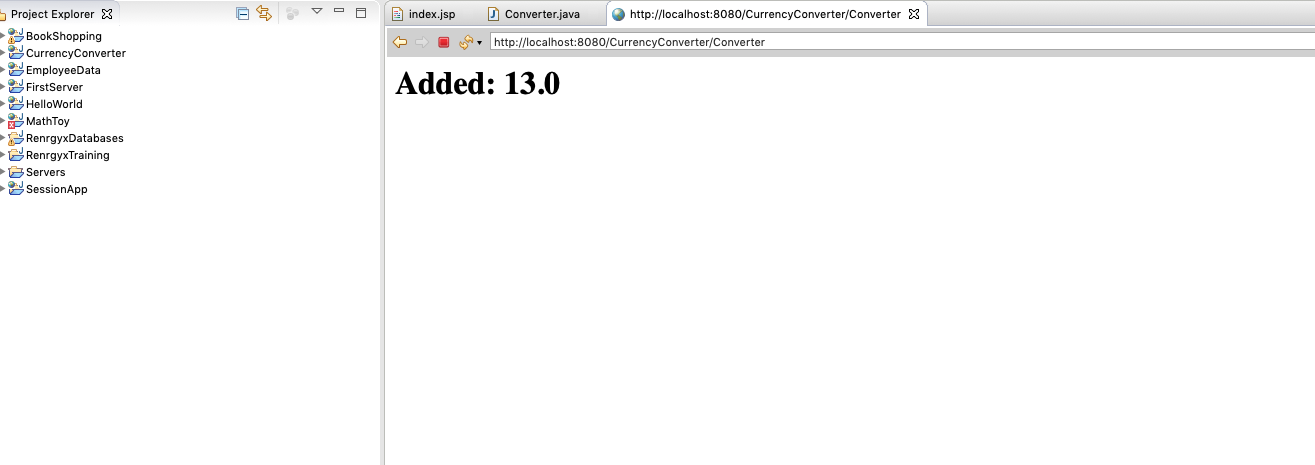 Project Explorer
BookShopping
CurrencyConverter
EmployeeData
FirstServer
HelloWorld
MathToy
RenrgyxDatabases
RenrgyxTraining
Servers
SessionApp
index.jsp
Converter.java
http://localhost:8080/CurrencyConverter/Converter
http://localhost:8080/CurrencyConverter/Converter
Added: 13.0